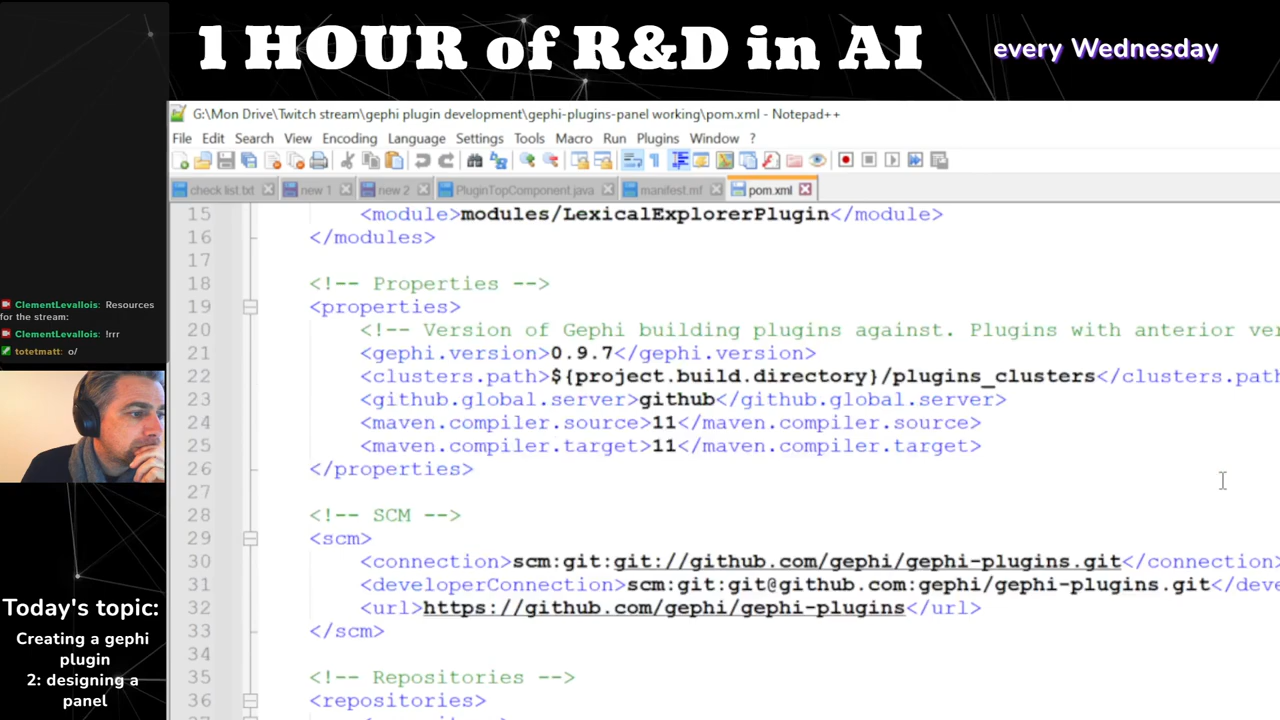 1 HOUR of R&D in AI
every Wednesday
G:\Mon Drive\Twitch stream\gephi plugin development\gephi-plugins-panel working\pom.xml - Notepad++
File Edit Search View Encoding Language Settings Tools Macro Run Plugins Window ?
check list.txt new 1 new 2 PluginTopComponent.java manifest.mf pom.xml
15 <module>modules/LexicalExplorerPlugin</module>
16 </modules>
17
18 <!-- Properties -->
19 <properties>
20 <!-- Version of Gephi building plugins against. Plugins with anterior ver
21 <gephi.version>0.9.7</gephi.version>
22 <clusters.path>${project.build.directory}/plugins_clusters</clusters.path
23 <github.global.server>github</github.global.server>
24 <maven.compiler.source>11</maven.compiler.source>
25 <maven.compiler.target>11</maven.compiler.target>
26 </properties>
27
28 <!-- SCM -->
29 <scm>
30 <connection>scm:git:git://github.com/gephi/gephi-plugins.git</connection>
31 <developerConnection>scm:git:git@github.com:gephi/gephi-plugins.git</deve
32 <url>https://github.com/gephi/gephi-plugins</url>
33 </scm>
34
35 <!-- Repositories -->
36 <repositories>
ClementLevallois: Resources
for the stream:
ClementLevallois: !rrr
totetmatt: o/
Today's topic:
Creating a gephi
plugin
2: designing a
panel